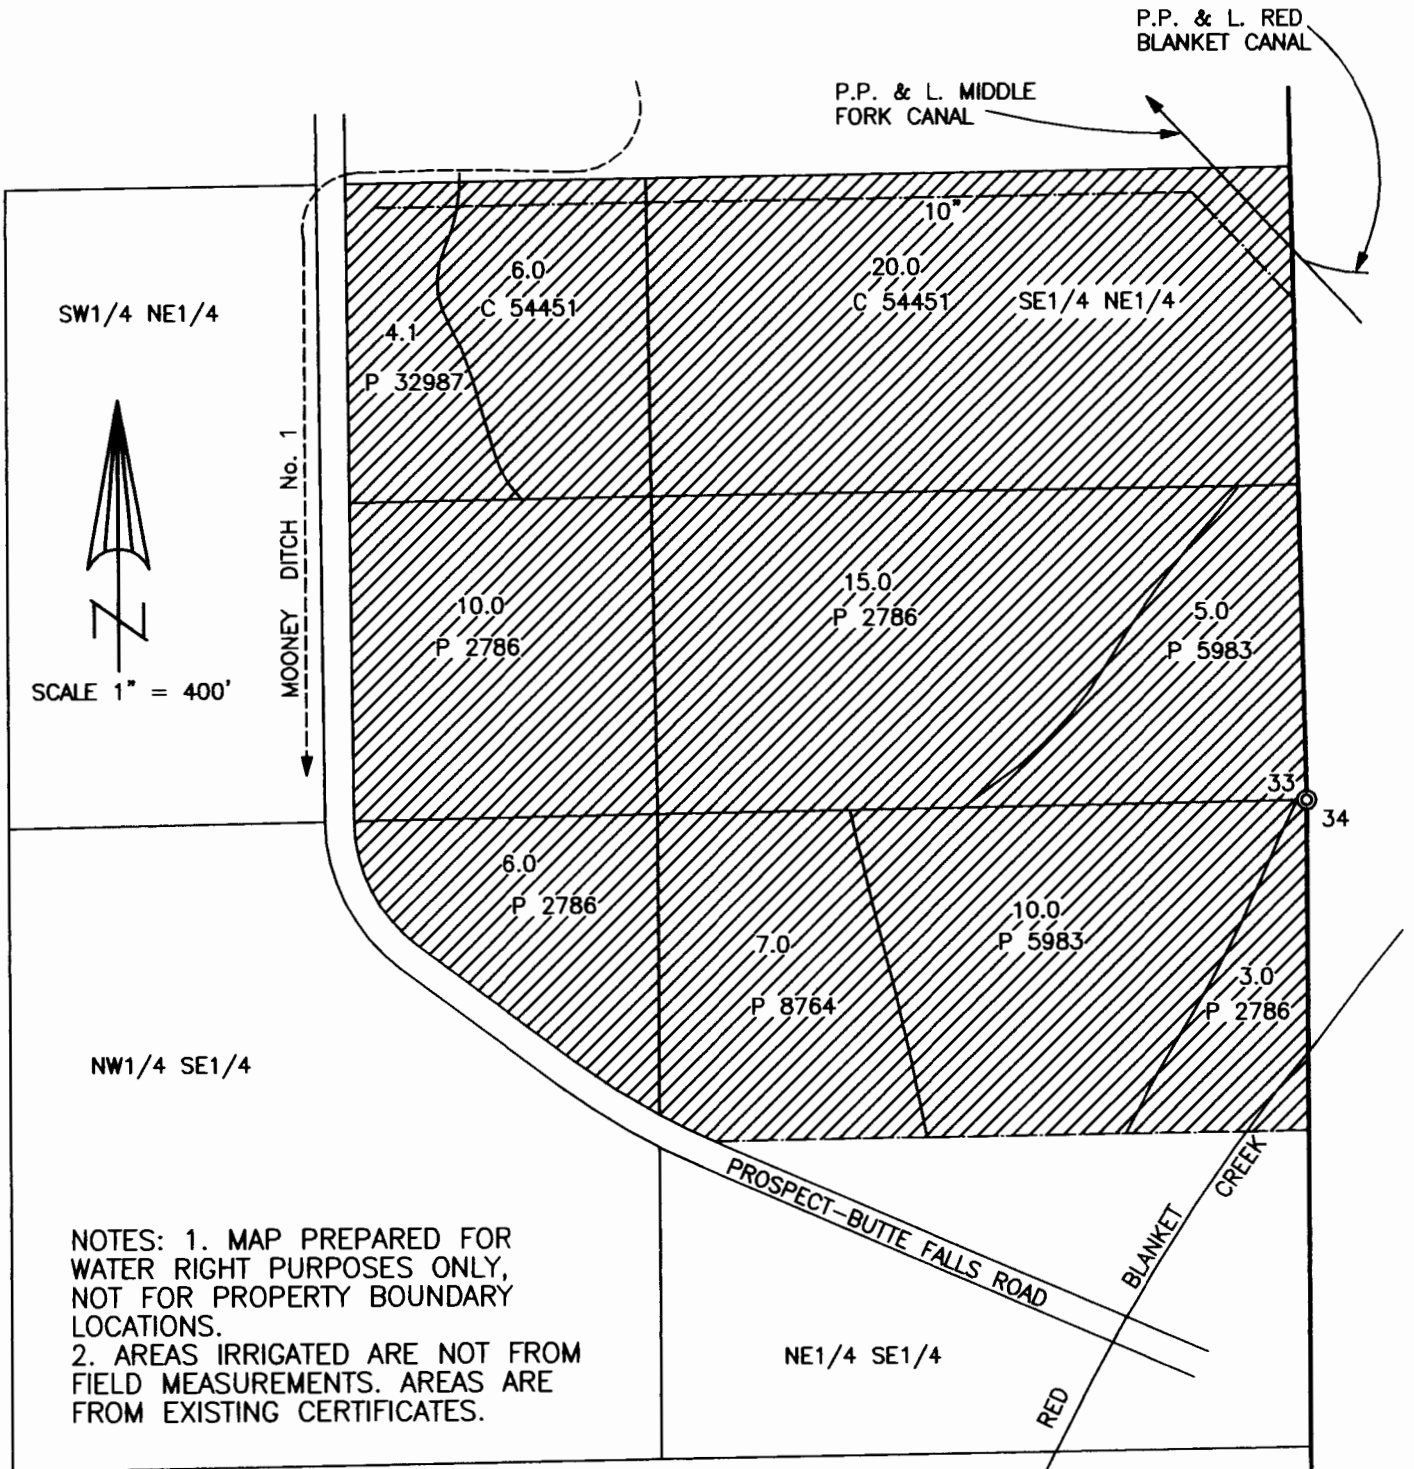 P.P. & L. RED
BLANKET CANAL
P.P. & L. MIDDLE
FORK CANAL
10"
6.0
C 54451
20.0
C 54451
SE1/4 NE1/4
SW1/4 NE1/4
4.1
P 32987
MOONEY DITCH No. 1
N
SCALE 1" = 400'
10.0
P 2786
15.0
P 2786
5.0
P 5983
33
34
6.0
P 2786
7.0
P 8764
10.0
P 5983
3.0
P 2786
NW1/4 SE1/4
PROSPECT-BUTTE FALLS ROAD
RED BLANKET CREEK
NE1/4 SE1/4
NOTES: 1. MAP PREPARED FOR
WATER RIGHT PURPOSES ONLY,
NOT FOR PROPERTY BOUNDARY
LOCATIONS.
2. AREAS IRRIGATED ARE NOT FROM
FIELD MEASUREMENTS. AREAS ARE
FROM EXISTING CERTIFICATES.